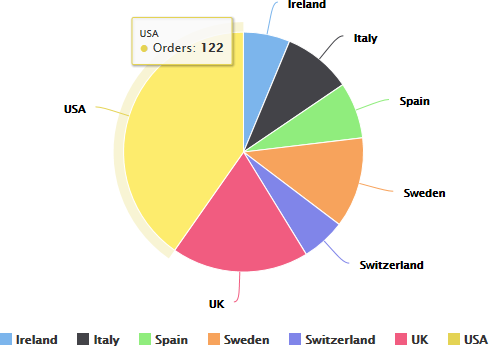 Ireland
USA
Orders: 122
Italy
Spain
USA
Sweden
Switzerland
UK
Ireland Italy Spain Sweden Switzerland UK USA